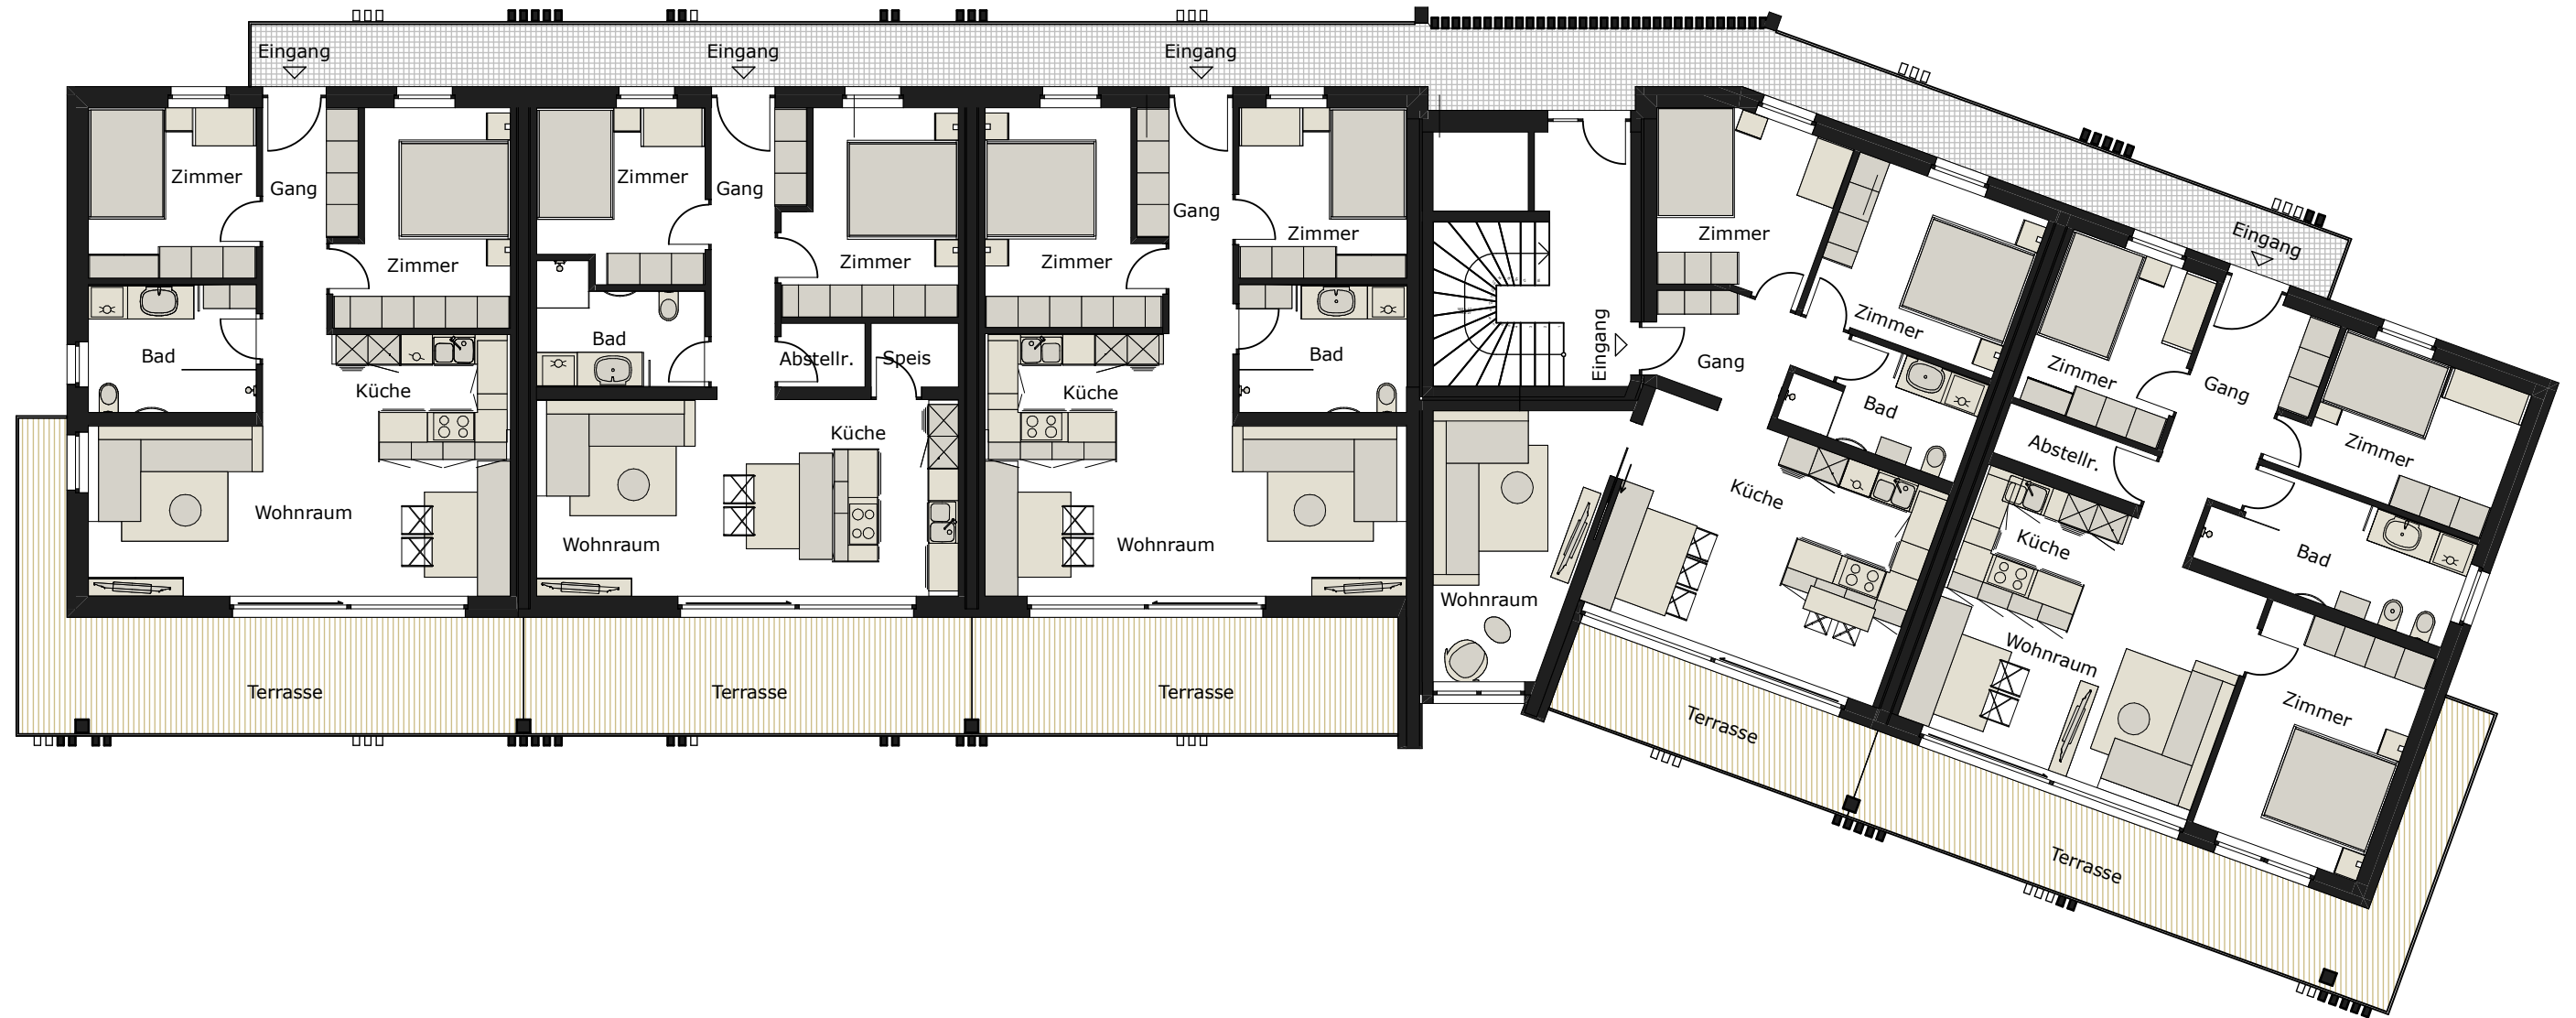 Eingang
Eingang
Eingang
Zimmer
Gang
Zimmer
Bad
Küche
Wohnraum
Terrasse
Zimmer
Gang
Zimmer
Bad
Abstellr.
Speis
Küche
Wohnraum
Terrasse
Zimmer
Gang
Zimmer
Bad
Küche
Wohnraum
Terrasse
Eingang
Zimmer
Gang
Zimmer
Bad
Küche
Wohnraum
Terrasse
Eingang
Zimmer
Gang
Zimmer
Abstellr.
Küche
Bad
Wohnraum
Zimmer
Terrasse